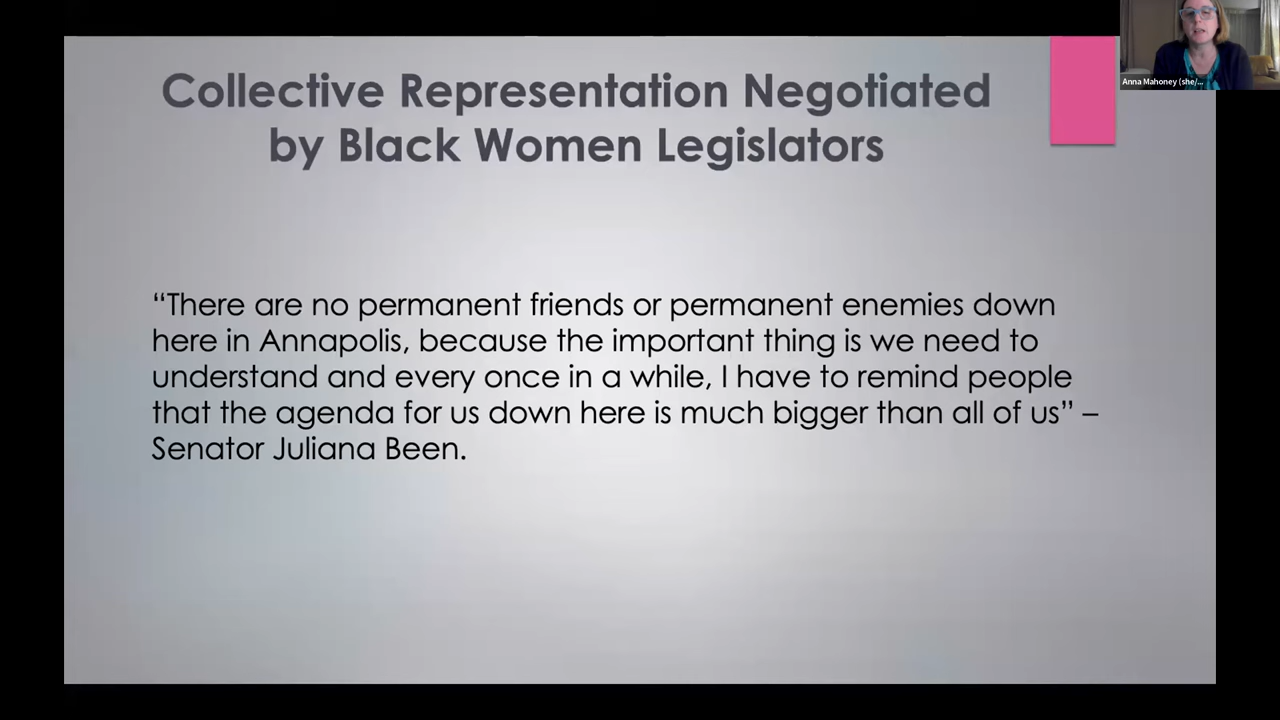 Collective Representation Negotiated
by Black Women Legislators
“There are no permanent friends or permanent enemies down
here in Annapolis, because the important thing is we need to
understand and every once in a while, I have to remind people
that the agenda for us down here is much bigger than all of us” –
Senator Juliana Been.
Anna Mahoney (she/...